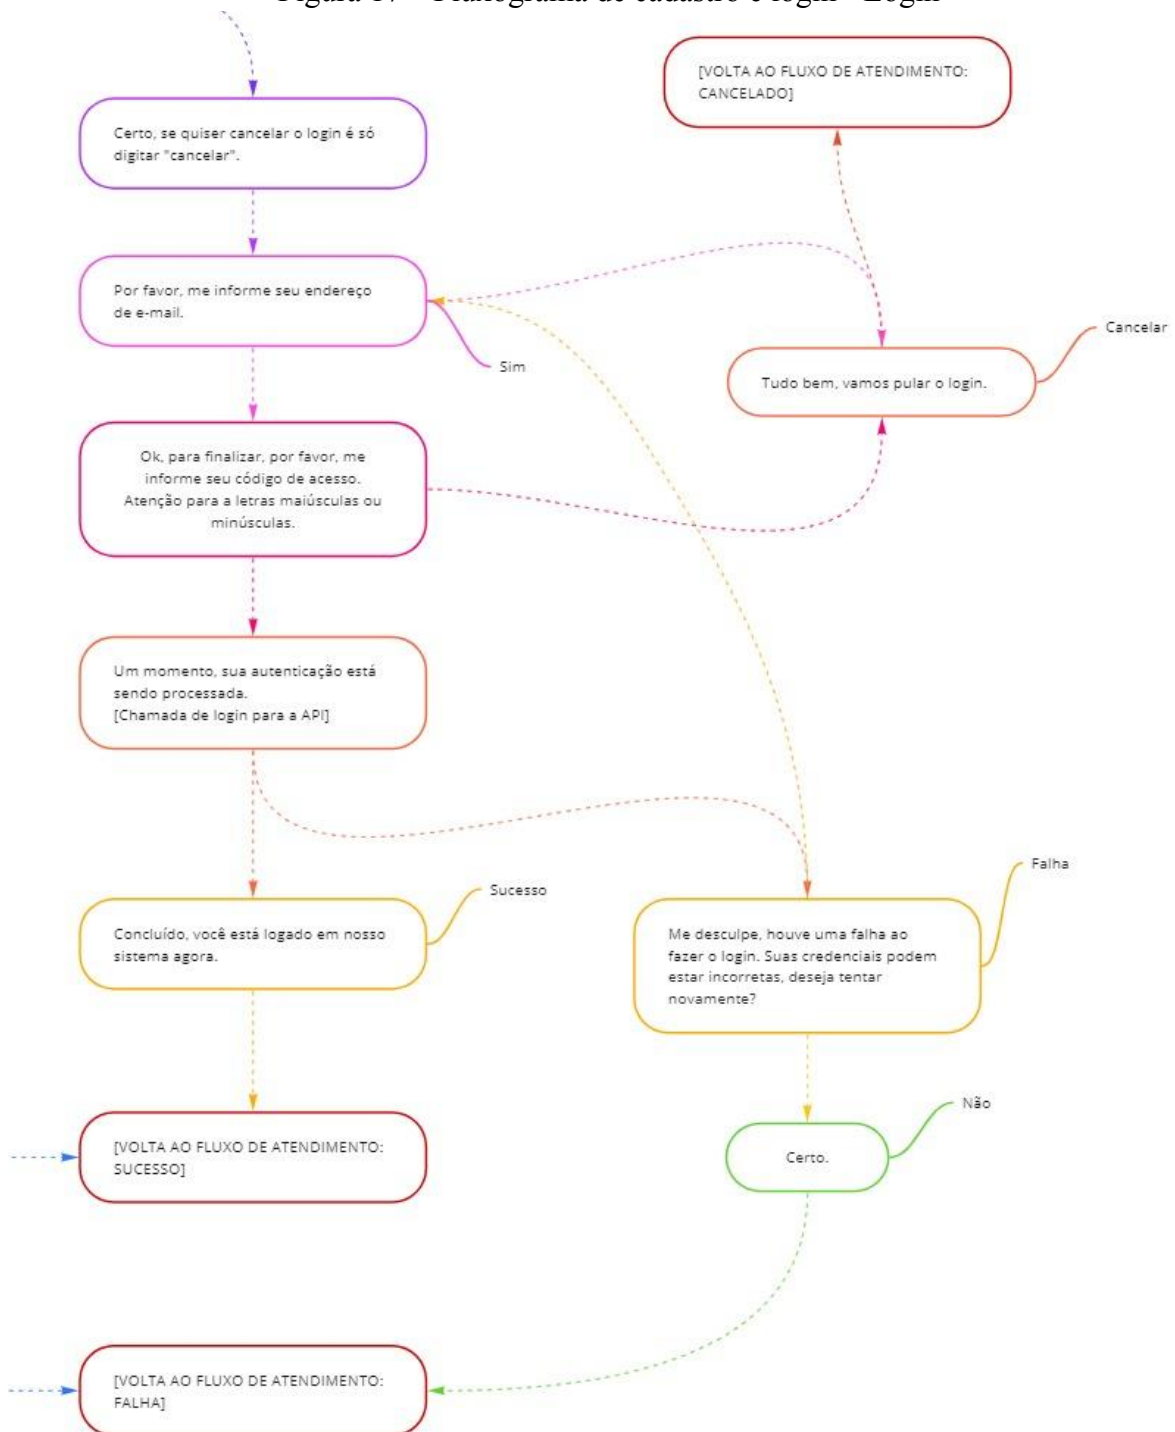 [VOLTA AO FLUXO DE ATENDIMENTO:
CANCELADO]
Certo, se quiser cancelar o login é só
digitar "cancelar".
Por favor, me informe seu endereço
de e-mail.
Sim
Cancelar
Tudo bem, vamos pular o login.
Ok, para finalizar, por favor, me
informe seu código de acesso.
Atenção para a letras maiúsculas ou
minúsculas.
Um momento, sua autenticação está
sendo processada.
[Chamada de login para a API]
Sucesso
Concluído, você está logado em nosso
sistema agora.
Falha
Me desculpe, houve uma falha ao
fazer o login. Suas credenciais podem
estar incorretas, deseja tentar
novamente?
Não
Certo.
[VOLTA AO FLUXO DE ATENDIMENTO:
SUCESSO]
[VOLTA AO FLUXO DE ATENDIMENTO:
FALHA]